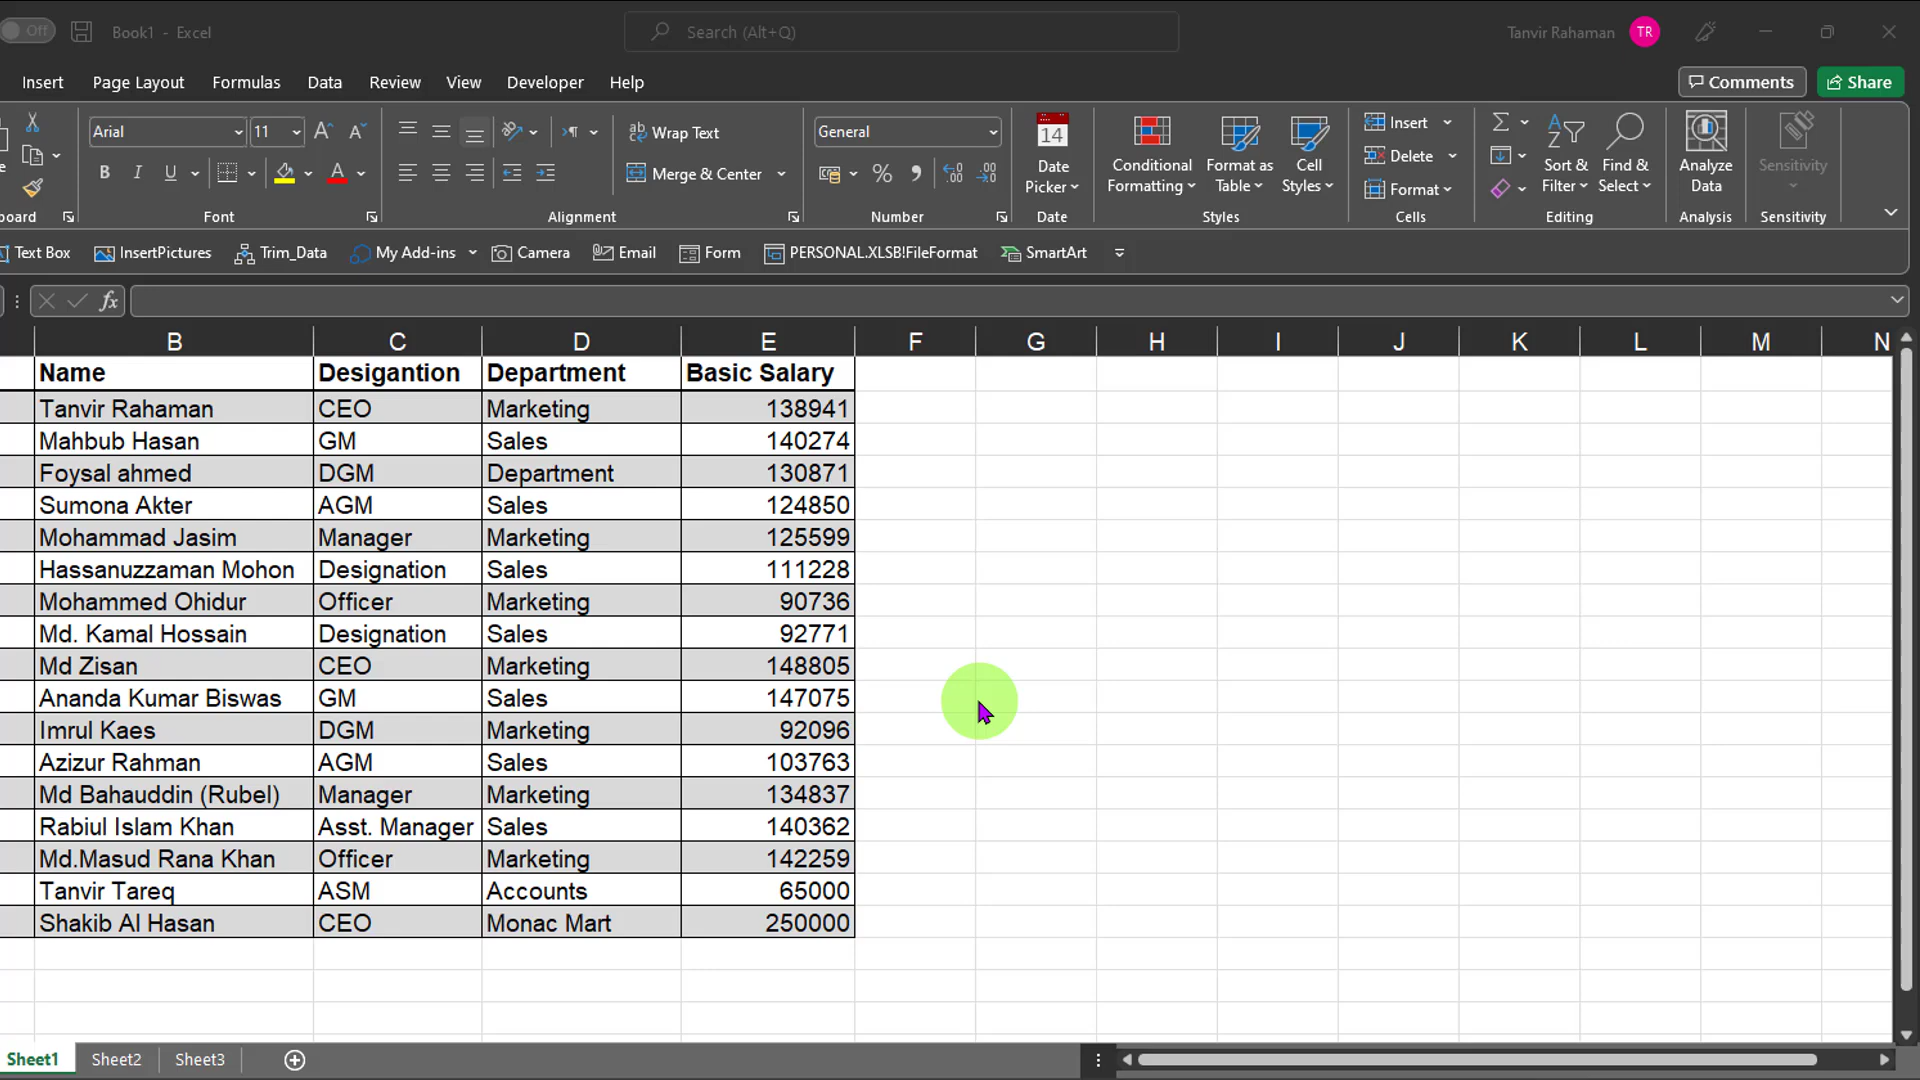 Off Book1 - Excel Search (Alt+Q) Tanvir Rahaman TR
Insert Page Layout Formulas Data Review View Developer Help Comments Share
Arial 11 Wrap Text General 14 Insert
Date Picker Conditional Formatting Format as Table Cell Styles Delete Sort & Filter Find & Select Analyze Data Sensitivity
B I U Merge & Center Format
Font Alignment Number Date Styles Cells Editing Analysis Sensitivity
Text Box InsertPictures Trim_Data My Add-ins Camera Email Form PERSONAL.XLSB!FileFormat SmartArt
fx
B C D E F G H I J K L M N
Name Desigantion Department Basic Salary
Tanvir Rahaman CEO Marketing 138941
Mahbub Hasan GM Sales 140274
Foysal ahmed DGM Department 130871
Sumona Akter AGM Sales 124850
Mohammad Jasim Manager Marketing 125599
Hassanuzzaman Mohon Designation Sales 111228
Mohammed Ohidur Officer Marketing 90736
Md. Kamal Hossain Designation Sales 92771
Md Zisan CEO Marketing 148805
Ananda Kumar Biswas GM Sales 147075
Imrul Kaes DGM Marketing 92096
Azizur Rahman AGM Sales 103763
Md Bahauddin (Rubel) Manager Marketing 134837
Rabiul Islam Khan Asst. Manager Sales 140362
Md.Masud Rana Khan Officer Marketing 142259
Tanvir Tareq ASM Accounts 65000
Shakib Al Hasan CEO Monac Mart 250000
Sheet1 Sheet2 Sheet3